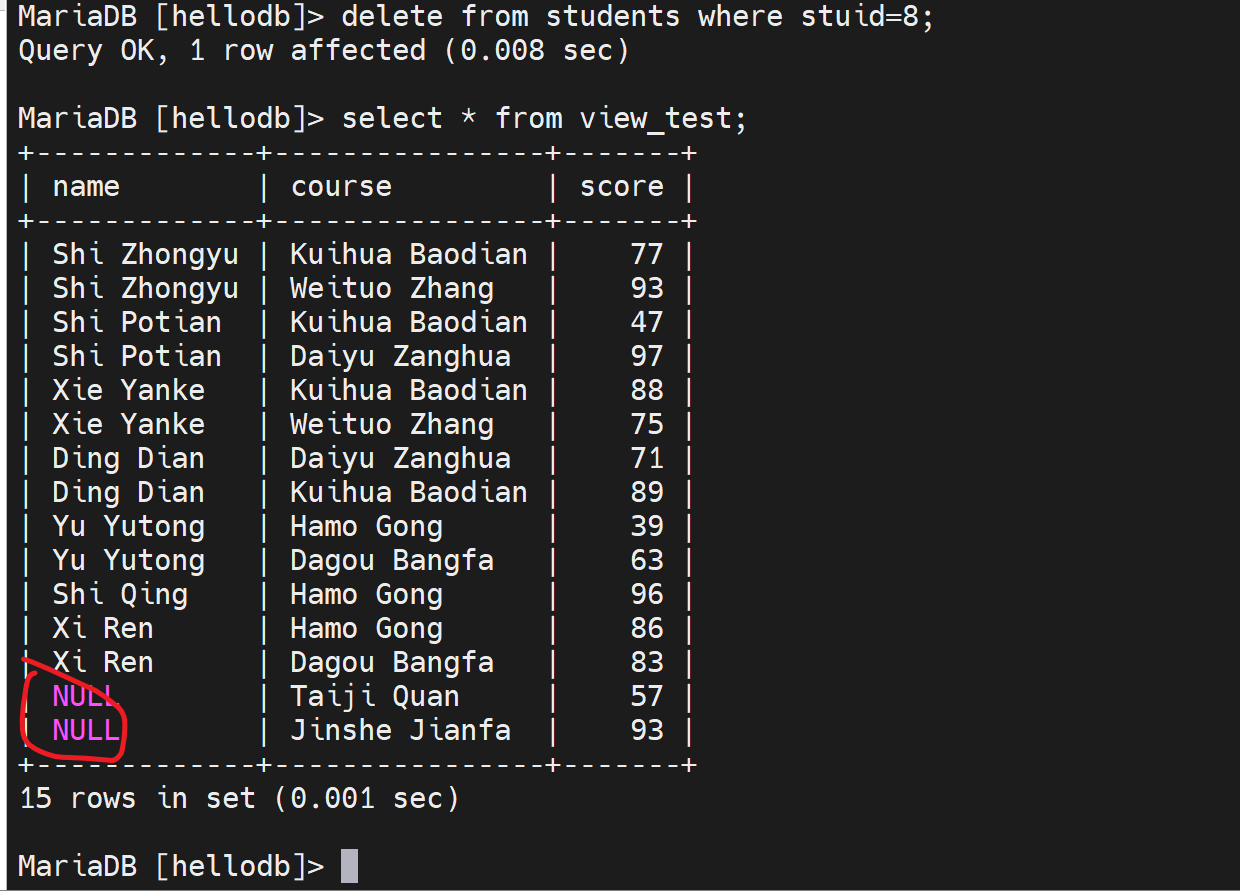 MariaDB [hellodb]> delete from students where stuid=8;
Query OK, 1 row affected (0.008 sec)
MariaDB [hellodb]> select * from view_test;
+-------------+----------------+-------+
| name        | course         | score |
+-------------+----------------+-------+
| Shi Zhongyu | Kuihua Baodian |    77 |
| Shi Zhongyu | Weituo Zhang   |    93 |
| Shi Potian  | Kuihua Baodian |    47 |
| Shi Potian  | Daiyu Zanghua  |    97 |
| Xie Yanke   | Kuihua Baodian |    88 |
| Xie Yanke   | Weituo Zhang   |    75 |
| Ding Dian   | Daiyu Zanghua  |    71 |
| Ding Dian   | Kuihua Baodian |    89 |
| Yu Yutong   | Hamo Gong      |    39 |
| Yu Yutong   | Dagou Bangfa   |    63 |
| Shi Qing    | Hamo Gong      |    96 |
| Xi Ren      | Hamo Gong      |    86 |
| Xi Ren      | Dagou Bangfa   |    83 |
| NULL        | Taiji Quan     |    57 |
| NULL        | Jinshe Jianfa  |    93 |
+-------------+----------------+-------+
15 rows in set (0.001 sec)
MariaDB [hellodb]>